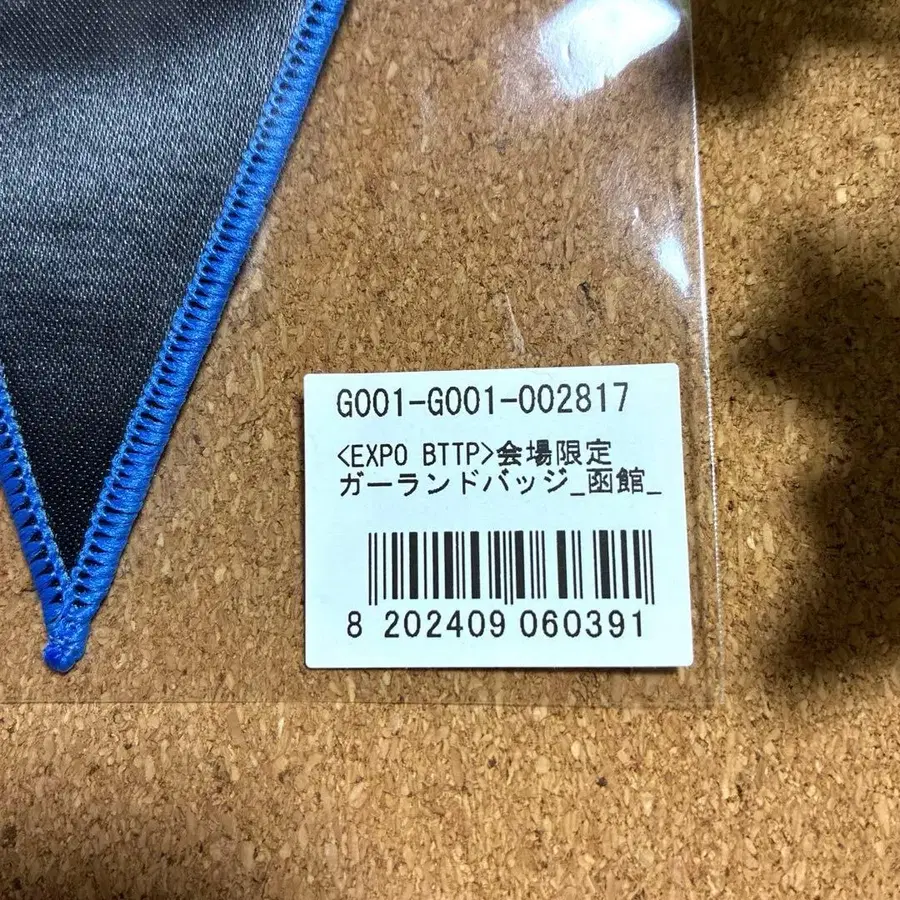 G001-G001-002817
<EXPO BTTP>会場限定
ガーランドバッジ_函館_
8 202409 060391